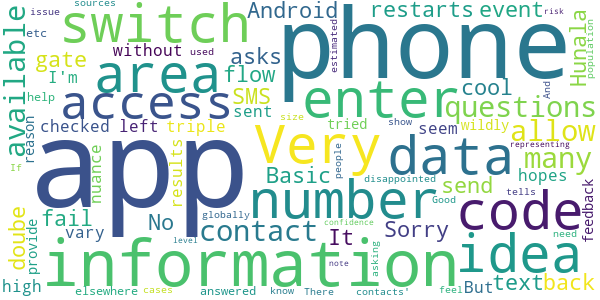 issue sources Android restarts event risk
switch phone Hunala population
etc without used asks estimated
available gate I'm area flow cool And
help access SMS enter questions
reason checked left triple sent tried seem wildly allow
app Very data many
If nuance results size people show representing
doube fail Basic number send hopes
provide vary No globally disappointed Good code tells feedback
contact It Sorry confidence idea
high information asking But text back
elsewhere level cases answered know note There contacts' feel need